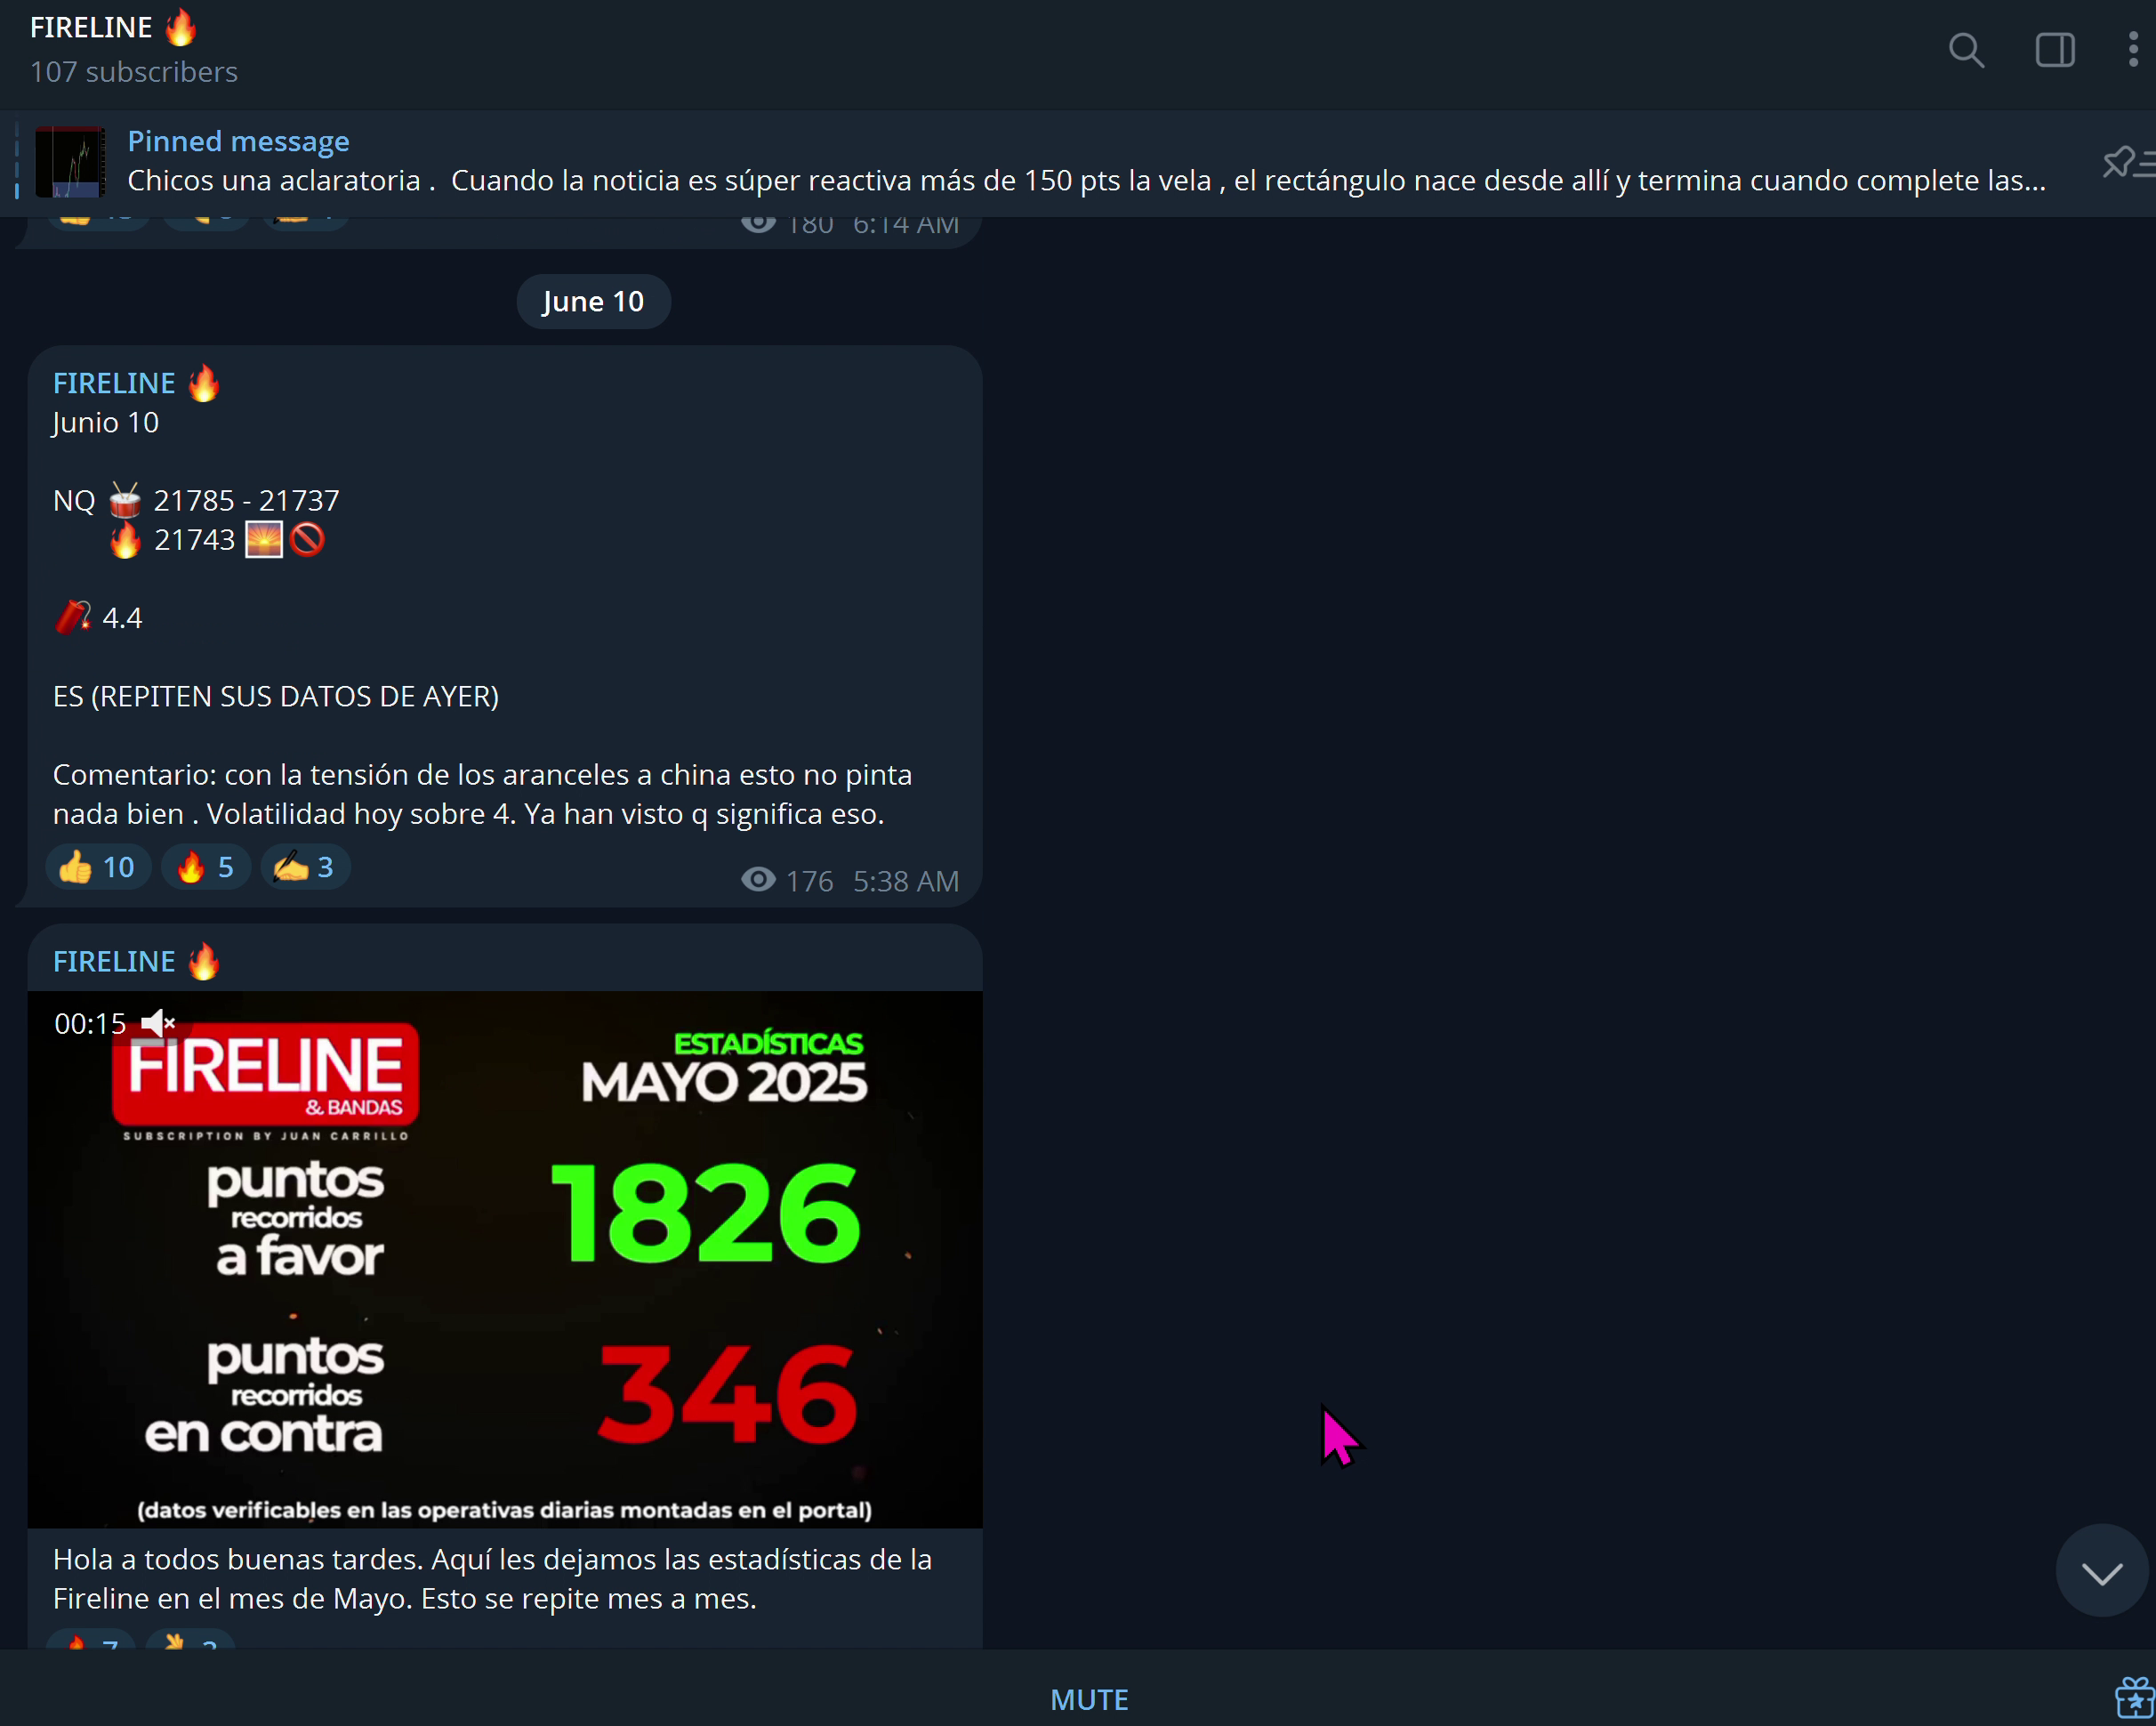 FIRELINE 🔥
107 subscribers
Pinned message
Chicos una aclaratoria . Cuando la noticia es súper reactiva más de 150 pts la vela , el rectángulo nace desde allí y termina cuando complete las...
180 6:14 AM
June 10
FIRELINE 🔥
Junio 10
NQ 🥁 21785 - 21737
🔥 21743 🌅🚫
🧨 4.4
ES (REPITEN SUS DATOS DE AYER)
Comentario: con la tensión de los aranceles a china esto no pinta
nada bien . Volatilidad hoy sobre 4. Ya han visto q significa eso.
👍 10 🔥 5 ✍️ 3
176 5:38 AM
FIRELINE 🔥
00:15
FIRELINE
& BANDAS
SUBSCRIPTION BY JUAN CARRILLO
ESTADÍSTICAS
MAYO 2025
puntos
recorridos
a favor
1826
puntos
recorridos
en contra
346
(datos verificables en las operativas diarias montadas en el portal)
Hola a todos buenas tardes. Aquí les dejamos las estadísticas de la
Fireline en el mes de Mayo. Esto se repite mes a mes.
MUTE